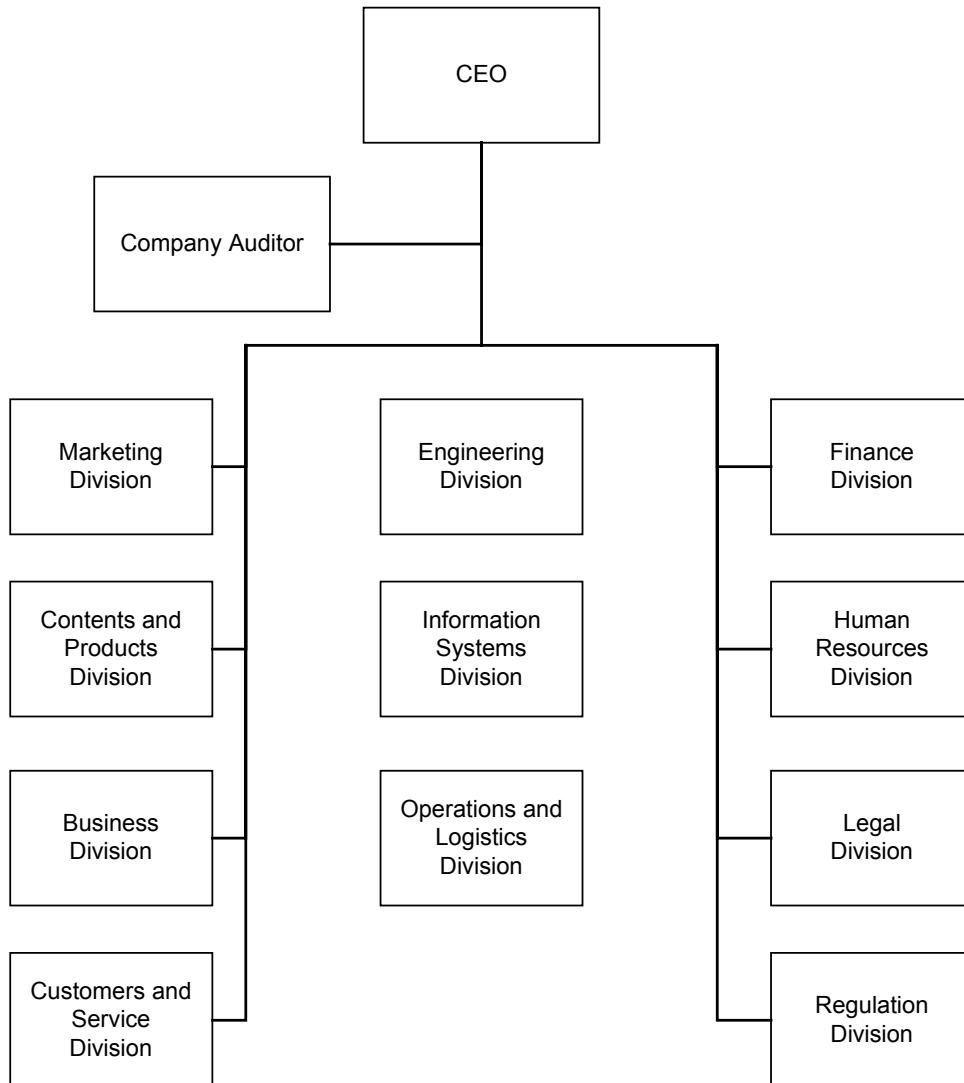 CEO
Company Auditor
Marketing
Division
Engineering
Division
Finance
Division
Contents and
Products
Division
Information
Systems
Division
Human
Resources
Division
Business
Division
Operations and
Logistics
Division
Legal
Division
Customers and
Service
Division
Regulation
Division